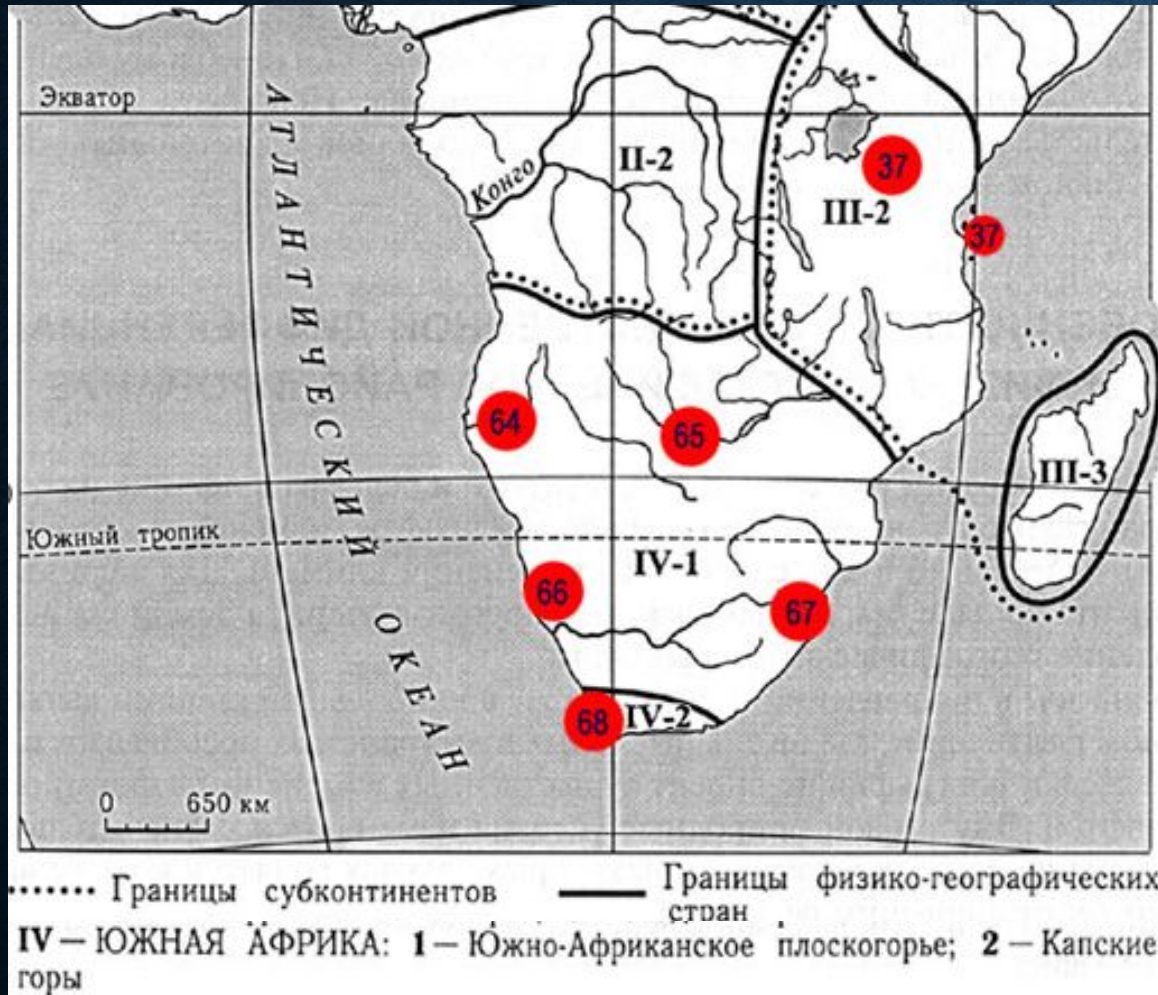 Экватор
АТЛАНТИЧЕСКИЙ ОКЕАН
Конго
II-2
37
III-2
37
64
65
III-3
Южный тропик
IV-1
66
67
68
IV-2
0 650 км
Границы субконтинентов
Границы физико-географических
стран
IV — ЮЖНАЯ АФРИКА: 1 — Южно-Африканское плоскогорье; 2 — Капские
горы